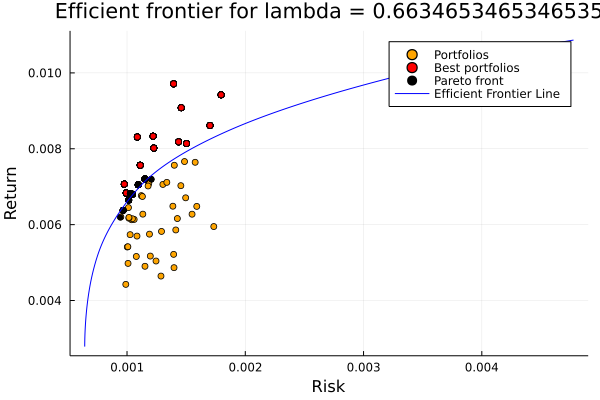 Efficient frontier for lambda = 0.6634653465346535
Portfolios
Best portfolios
Pareto front
Efficient Frontier Line
Return
0.010
0.008
0.006
0.004
0.001
0.002
0.003
0.004
Risk